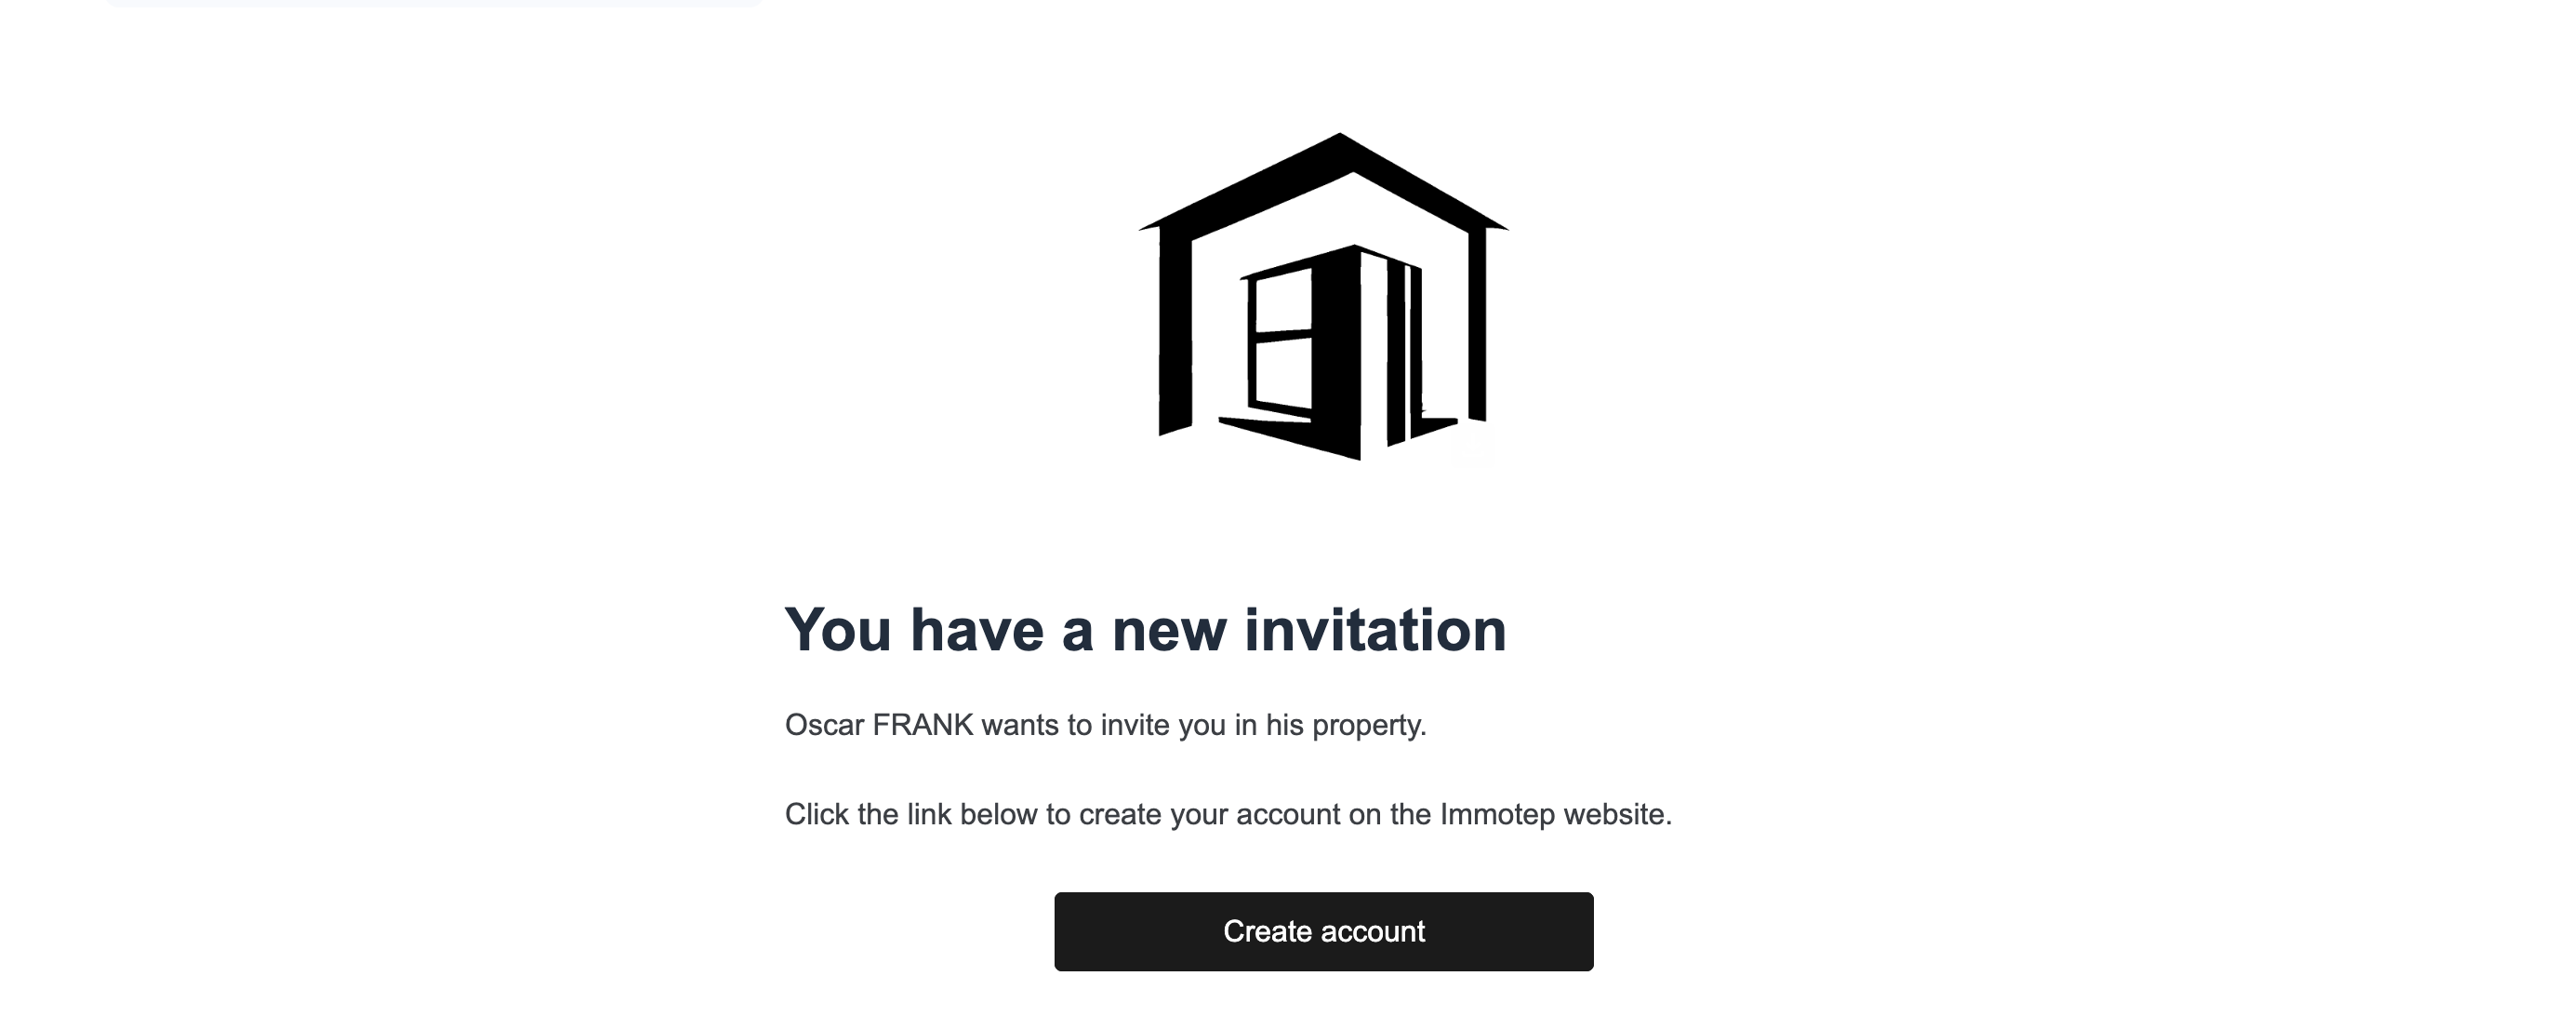 You have a new invitation
Oscar FRANK wants to invite you in his property.
Click the link below to create your account on the Immotep website.
Create account